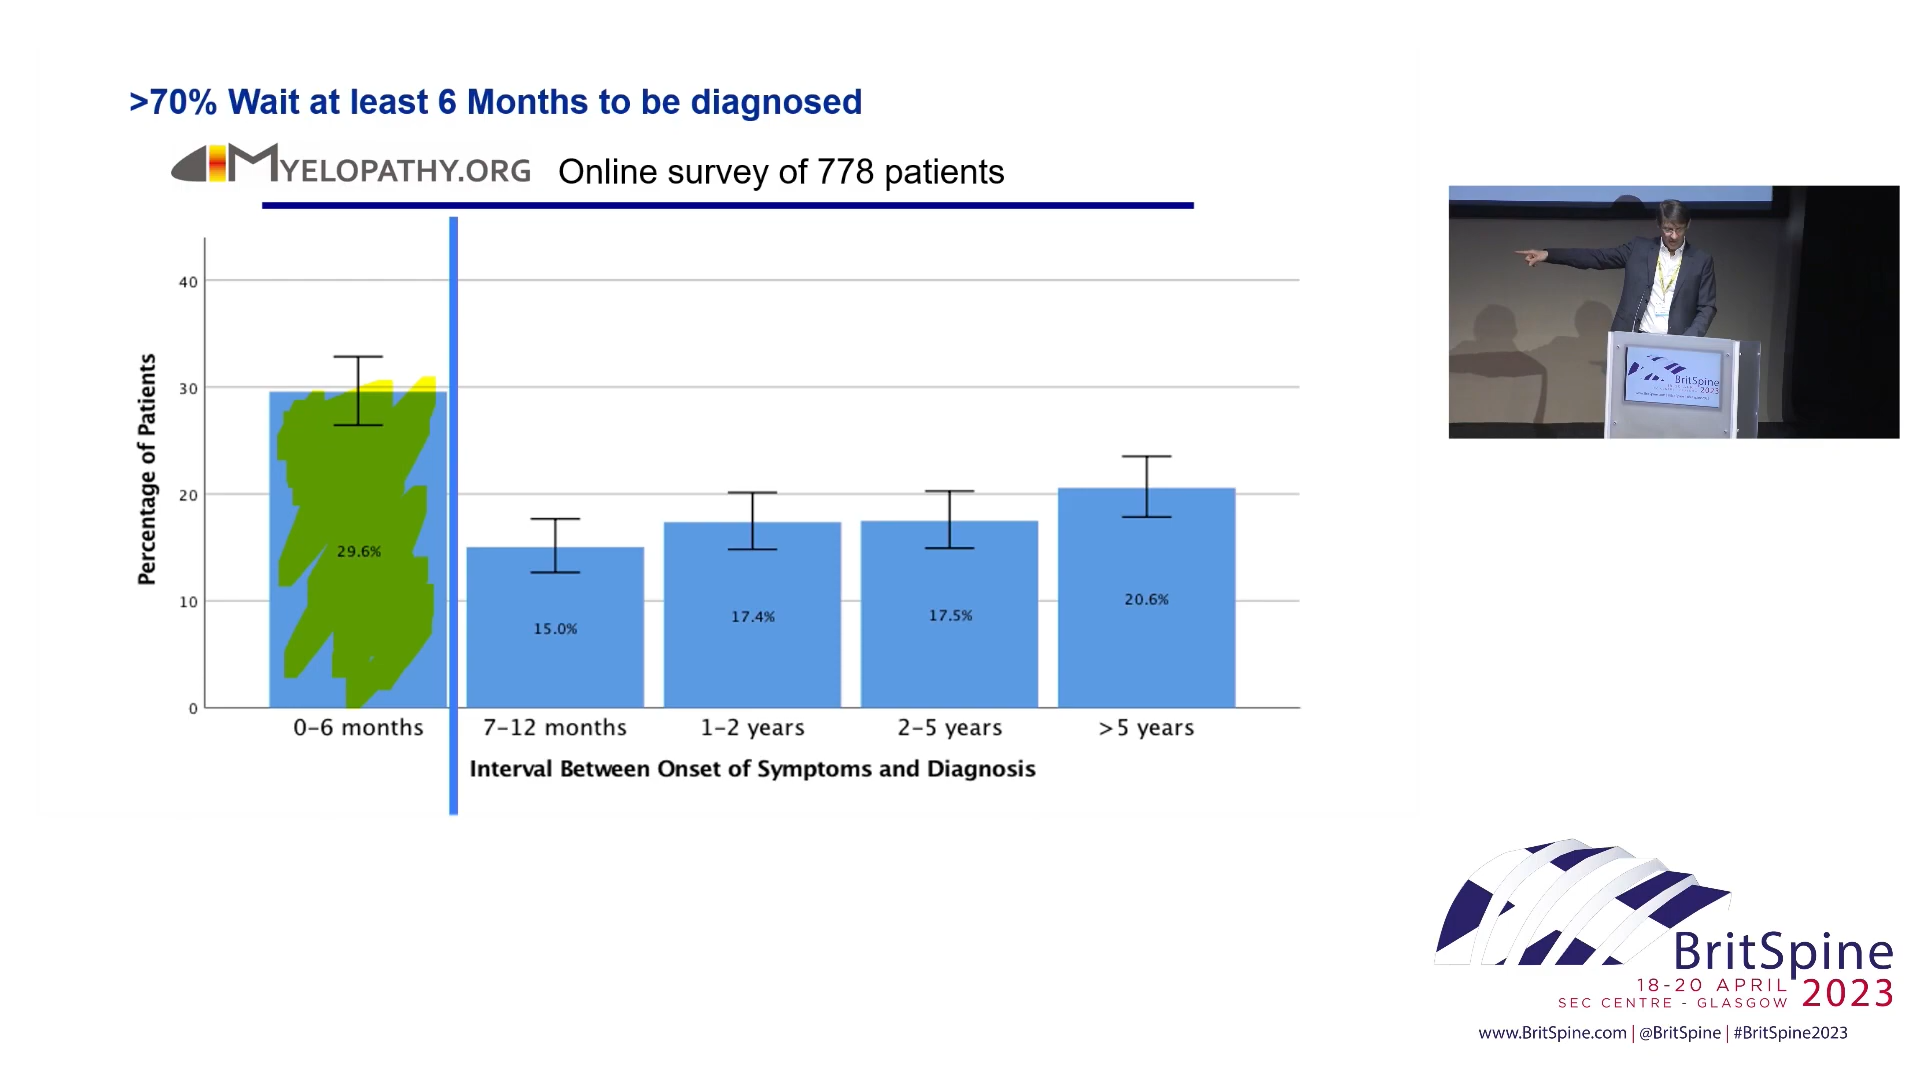 >70% Wait at least 6 Months to be diagnosed
MYELOPATHY.ORG Online survey of 778 patients
Percentage of Patients
40
30
20
10
0
29.6%
15.0%
17.4%
17.5%
20.6%
0–6 months
7–12 months
1–2 years
2–5 years
>5 years
Interval Between Onset of Symptoms and Diagnosis
BritSpine
2023
BritSpine
18-20 APRIL
2023
SEC CENTRE - GLASGOW
www.BritSpine.com | @BritSpine | #BritSpine2023